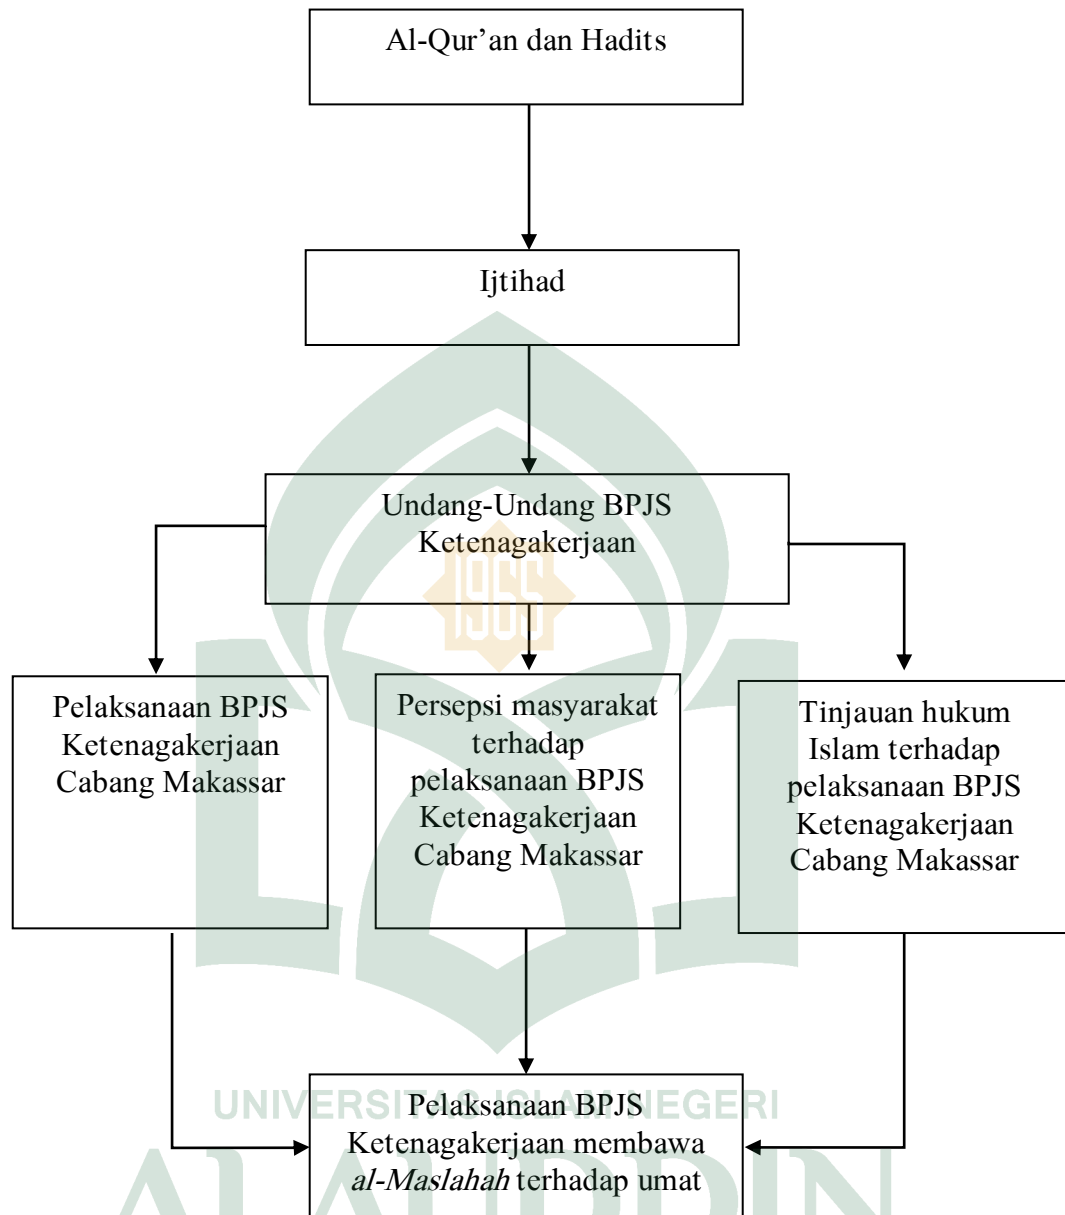 Al-Qur’an dan Hadits
Ijtihad
Undang-Undang BPJS
Ketenagakerjaan
1965
Pelaksanaan BPJS
Ketenagakerjaan
Cabang Makassar
Persepsi masyarakat
terhadap
pelaksanaan BPJS
Ketenagakerjaan
Cabang Makassar
Tinjauan hukum
Islam terhadap
pelaksanaan BPJS
Ketenagakerjaan
Cabang Makassar
UNIVERSITAS ISLAM NEGERI
Pelaksanaan BPJS
Ketenagakerjaan membawa
al-Maslahah terhadap umat
ALAUDDIN